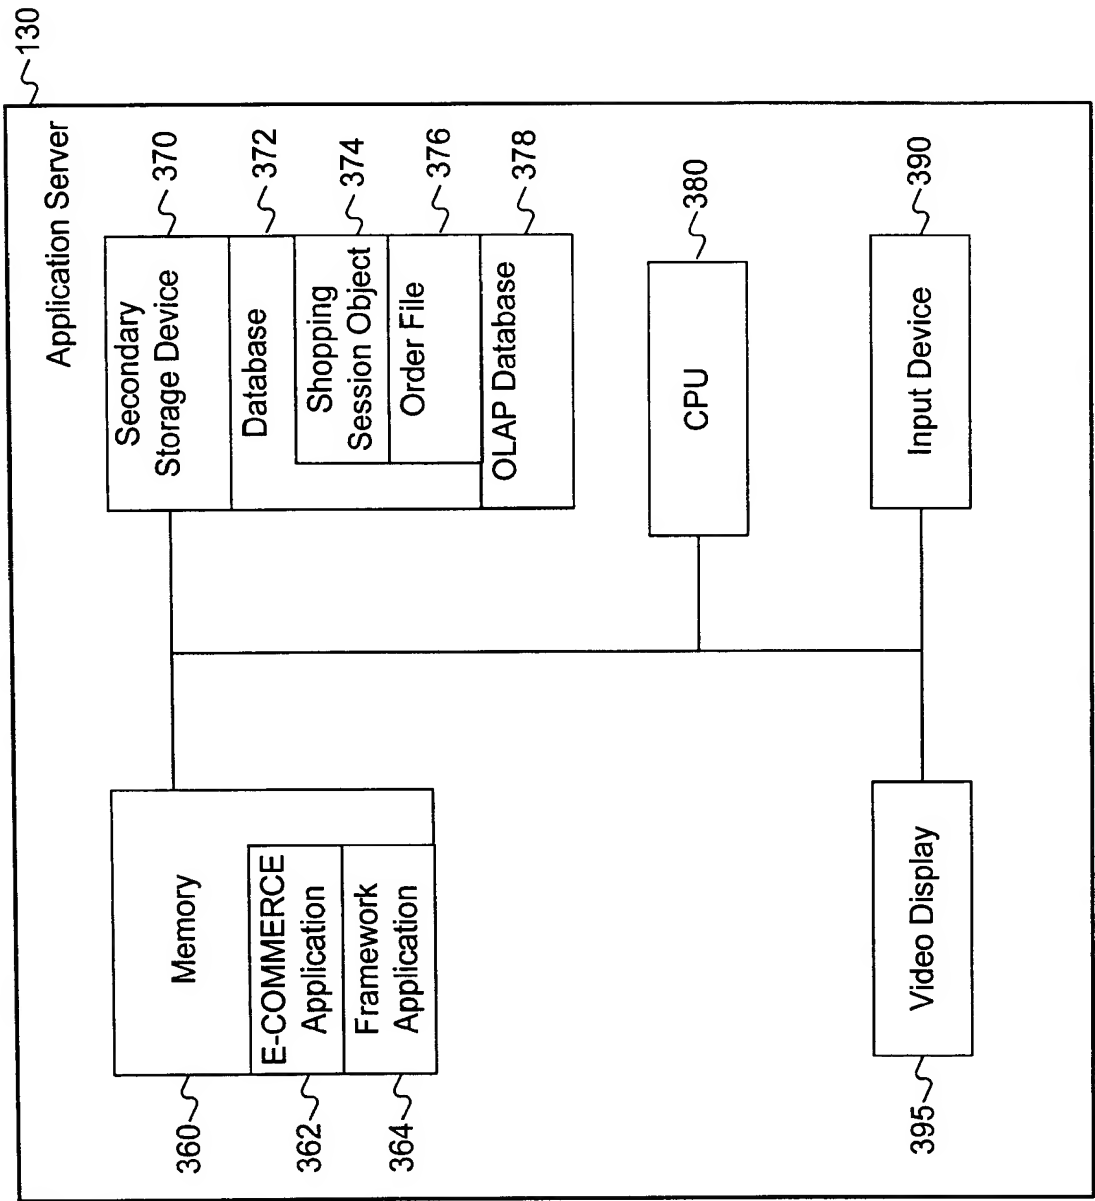 130
Application Server
Memory
360
E-COMMERCE
Application
362
Framework
Application
364
Secondary
Storage Device
370
Database
372
Shopping
Session Object
374
Order File
376
OLAP Database
378
CPU
380
Video Display
395
Input Device
390